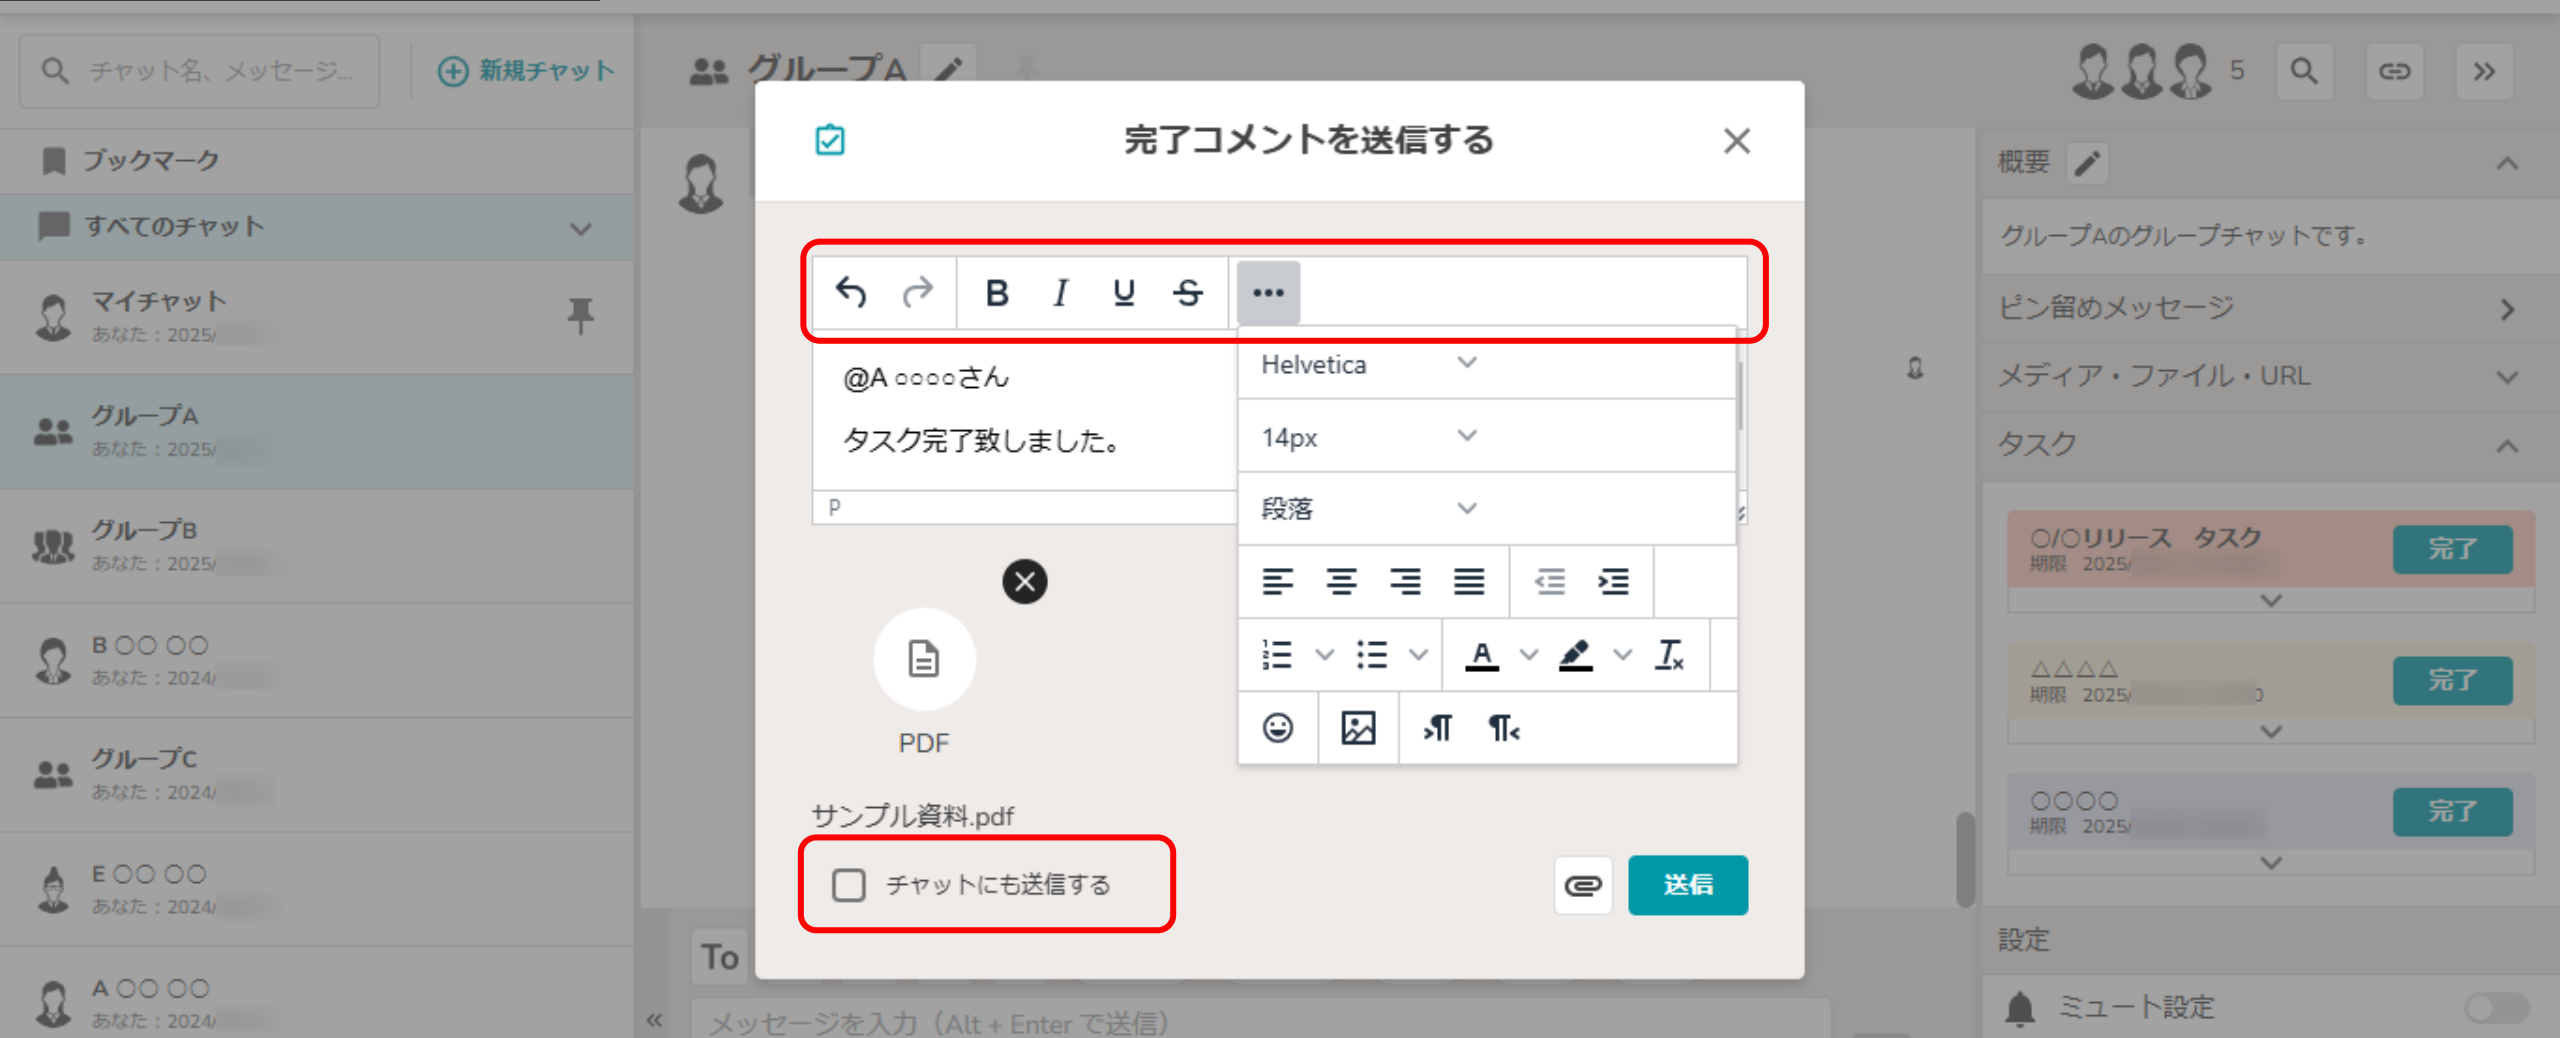 チャット名、メッセージ...
新規チャット
ブックマーク
すべてのチャット
マイチャット
あなた：2025/
グループA
あなた：2025/
グループB
あなた：2025/
B 〇〇 〇〇
あなた：2024/
グループC
あなた：2024/
E 〇〇 〇〇
あなた：2024/
A 〇〇 〇〇
あなた：2024/
グループA
5
完了コメントを送信する
B I U S ...
@A ○○○○さん
タスク完了致しました。
P
Helvetica
14px
段落
PDF
サンプル資料.pdf
チャットにも送信する
送信
To
メッセージを入力（Alt + Enter で送信）
概要
グループAのグループチャットです。
ピン留めメッセージ
メディア・ファイル・URL
タスク
〇/〇リリース　タスク
期限　2025/
完了
△△△△
期限　2025/
完了
〇〇〇〇
期限　2025/
完了
設定
ミュート設定